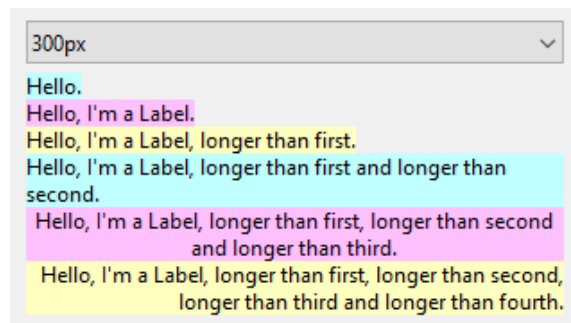 300px
Hello.
Hello, I'm a Label.
Hello, I'm a Label, longer than first.
Hello, I'm a Label, longer than first and longer than
second.
Hello, I'm a Label, longer than first, longer than second
and longer than third.
Hello, I'm a Label, longer than first, longer than second,
longer than third and longer than fourth.